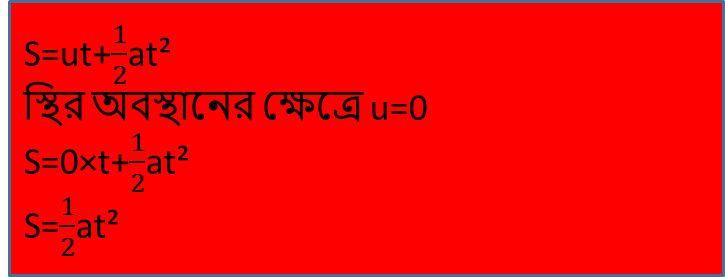 S=ut+½at²
স্থির অবস্থানের ক্ষেত্রে u=0
S=0×t+½at²
S=½at²